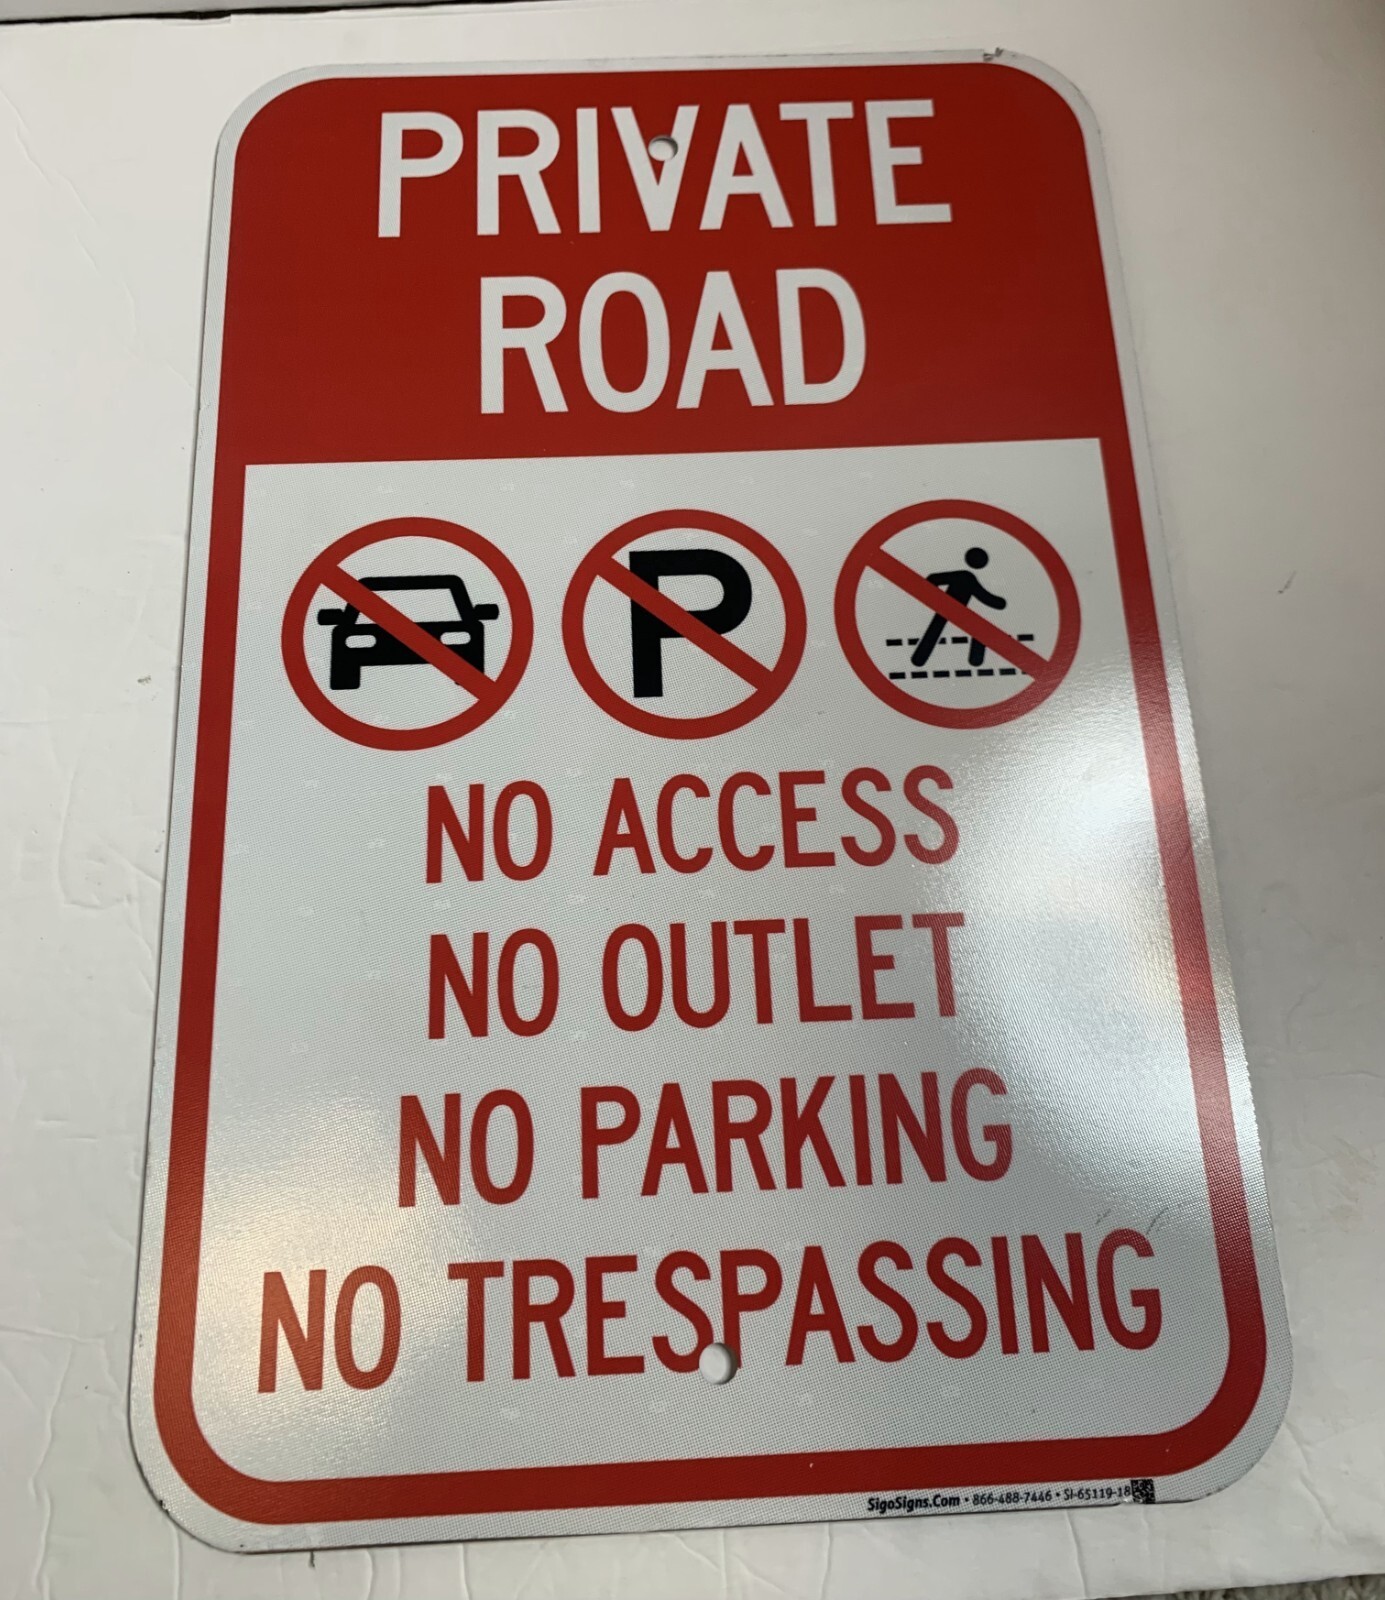 PRIVATE
ROAD
P
NO ACCESS
NO OUTLET
NO PARKING
NO TRESPASSING
SigoSigns.Com • 866-488-7446 • SI-65119-18